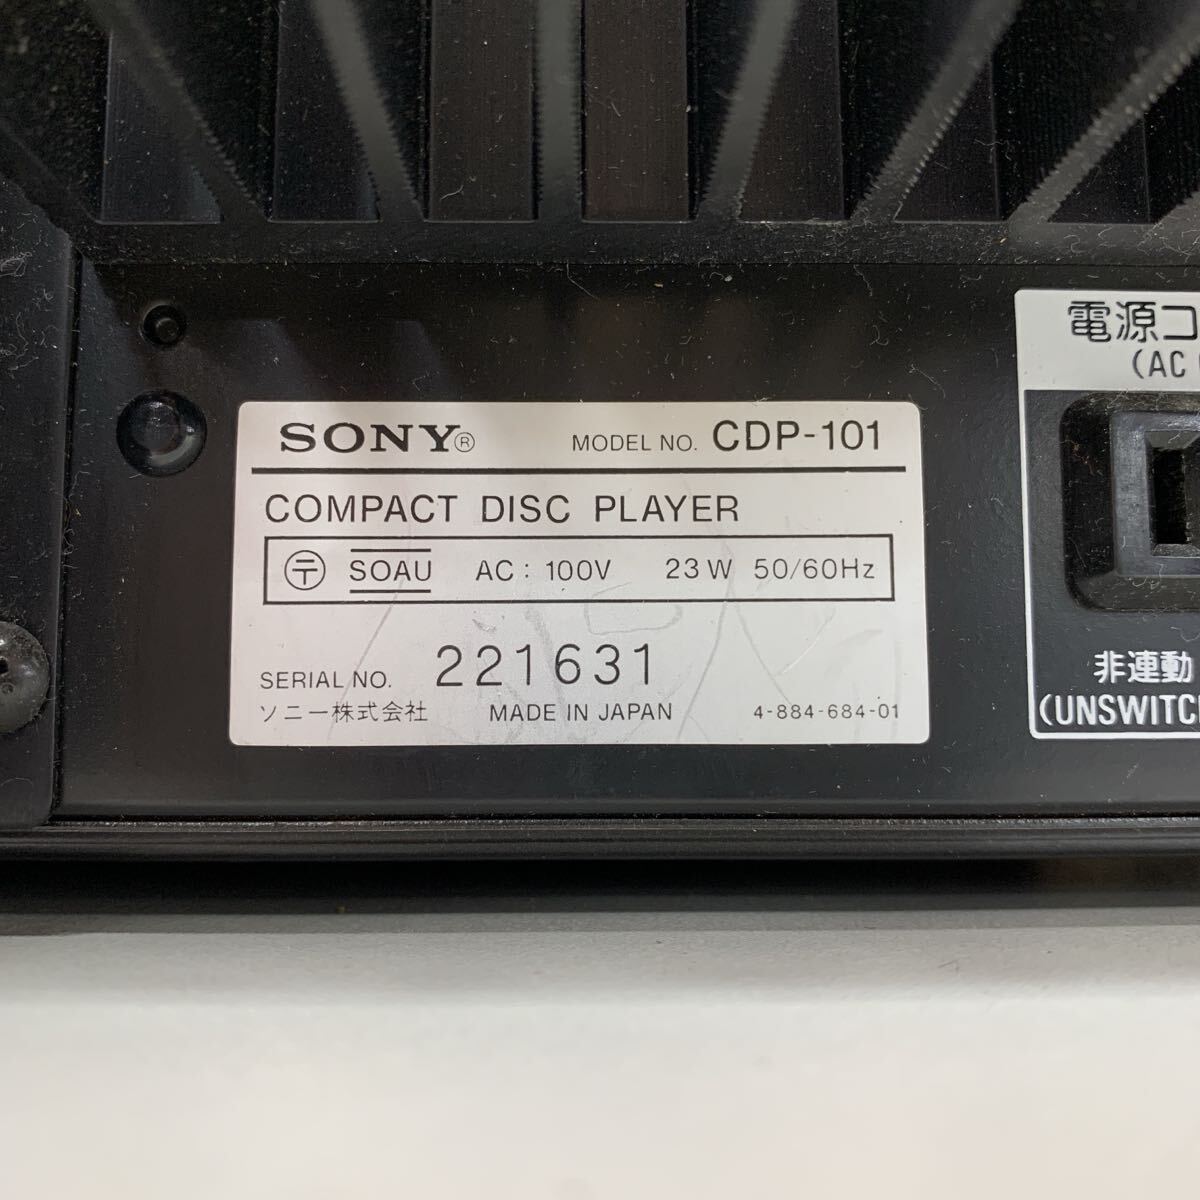 SONY® MODEL NO. CDP-101
COMPACT DISC PLAYER
〒 SOAU AC : 100V 23W 50/60Hz
SERIAL NO. 221631
ソニー株式会社 MADE IN JAPAN 4-884-684-01
電源コ
(AC
非連動
(UNSWITC